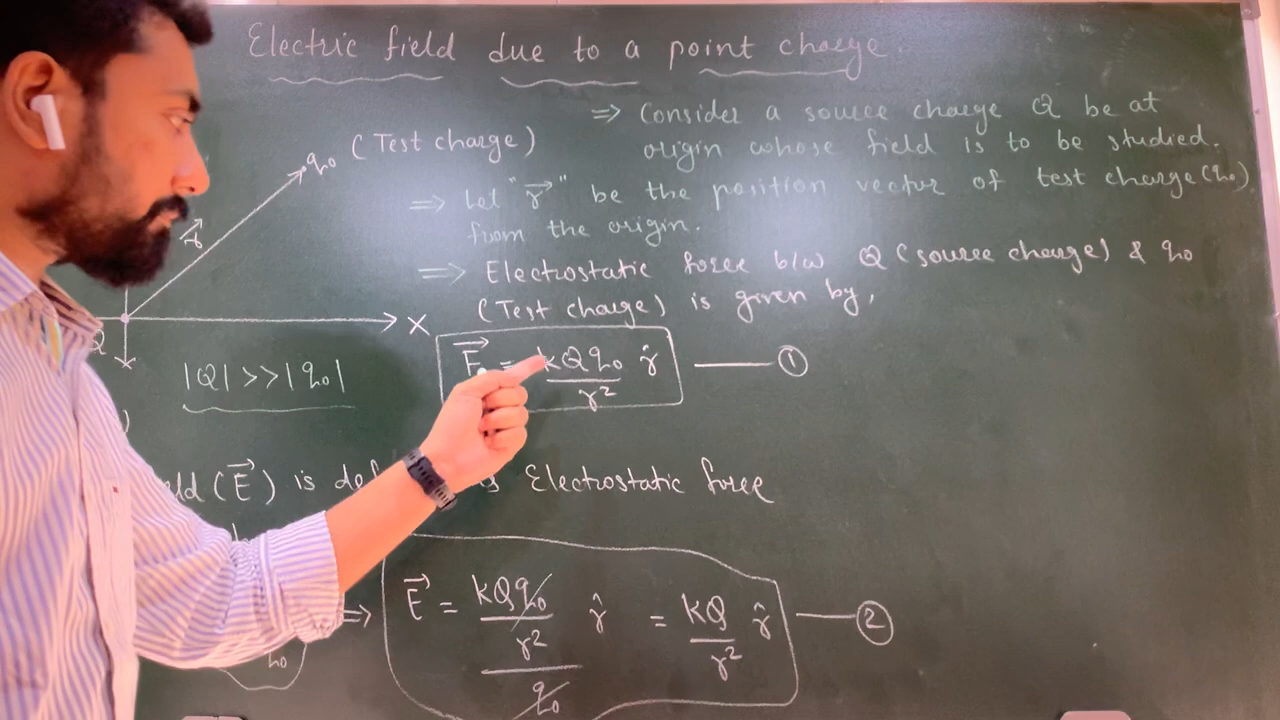 Electric field due to a point charge.
⇒ Consider a source charge Q be at
origin whose field is to be studied.
q₀ (Test charge)
r⃗
⇒ Let "r⃗" be the position vector of test charge (q₀)
from the origin.
⇒ Electrostatic force b/w Q (source charge) & q₀
(Test charge) is given by,
Q
X
|Q| >> |q₀|
F⃗ = kQq₀/r² r̂ —— ①
(E⃗) is Electrostatic force
⇒ E⃗ = kQq₀/r²/q₀ r̂ = kQ/r² r̂ —— ②
q₀